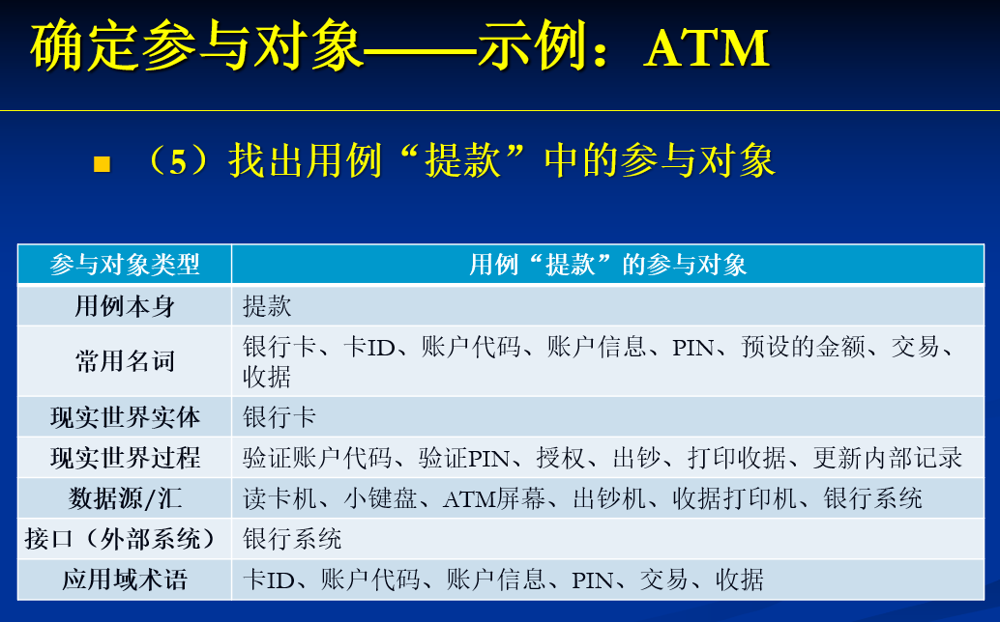 确定参与对象——示例：ATM
（5）找出用例“提款”中的参与对象
参与对象类型 用例“提款”的参与对象
用例本身 提款
常用名词 银行卡、卡ID、账户代码、账户信息、PIN、预设的金额、交易、
收据
现实世界实体 银行卡
现实世界过程 验证账户代码、验证PIN、授权、出钞、打印收据、更新内部记录
数据源/汇 读卡机、小键盘、ATM屏幕、出钞机、收据打印机、银行系统
接口（外部系统） 银行系统
应用域术语 卡ID、账户代码、账户信息、PIN、交易、收据